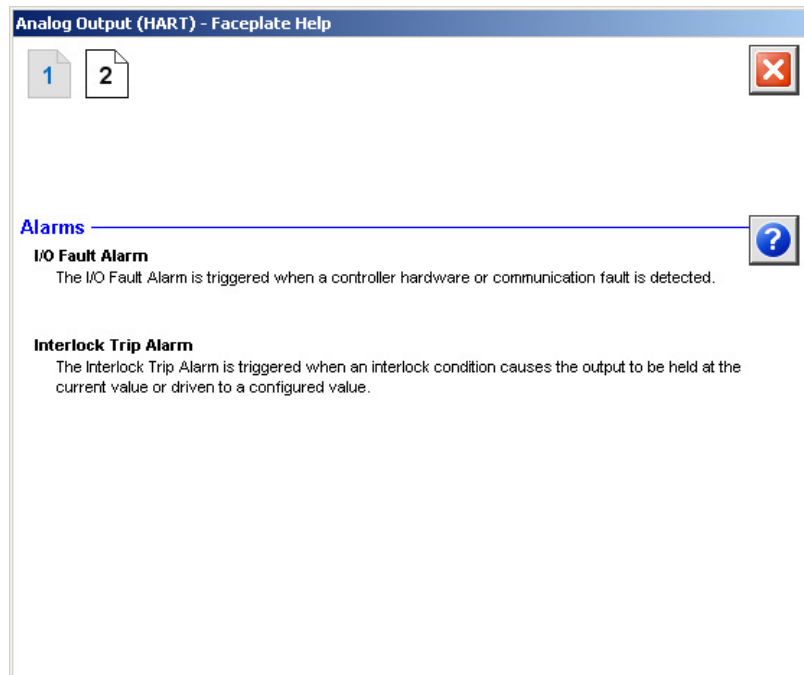 Analog Output (HART) - Faceplate Help
1 2
Alarms
?
I/O Fault Alarm
The I/O Fault Alarm is triggered when a controller hardware or communication fault is detected.
Interlock Trip Alarm
The Interlock Trip Alarm is triggered when an interlock condition causes the output to be held at the
current value or driven to a configured value.